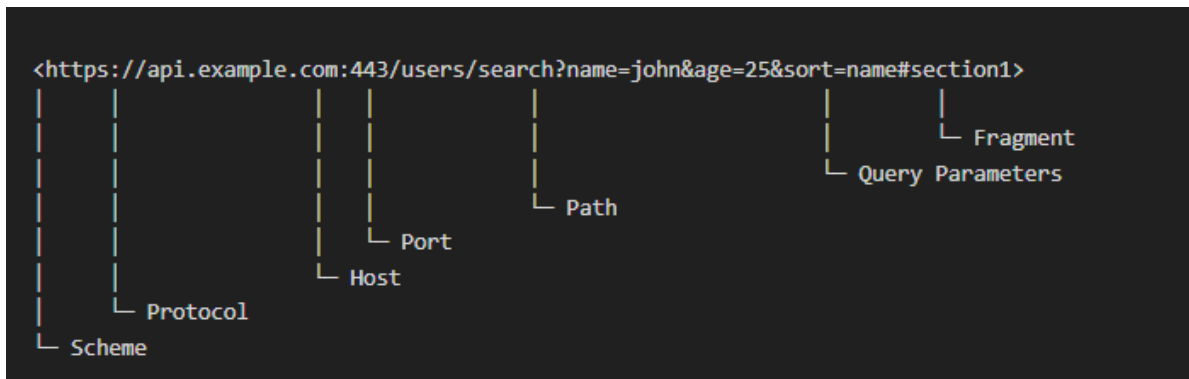 <https://api.example.com:443/users/search?name=john&age=25&sort=name#section1>
Fragment
Query Parameters
Path
Port
Host
Protocol
Scheme